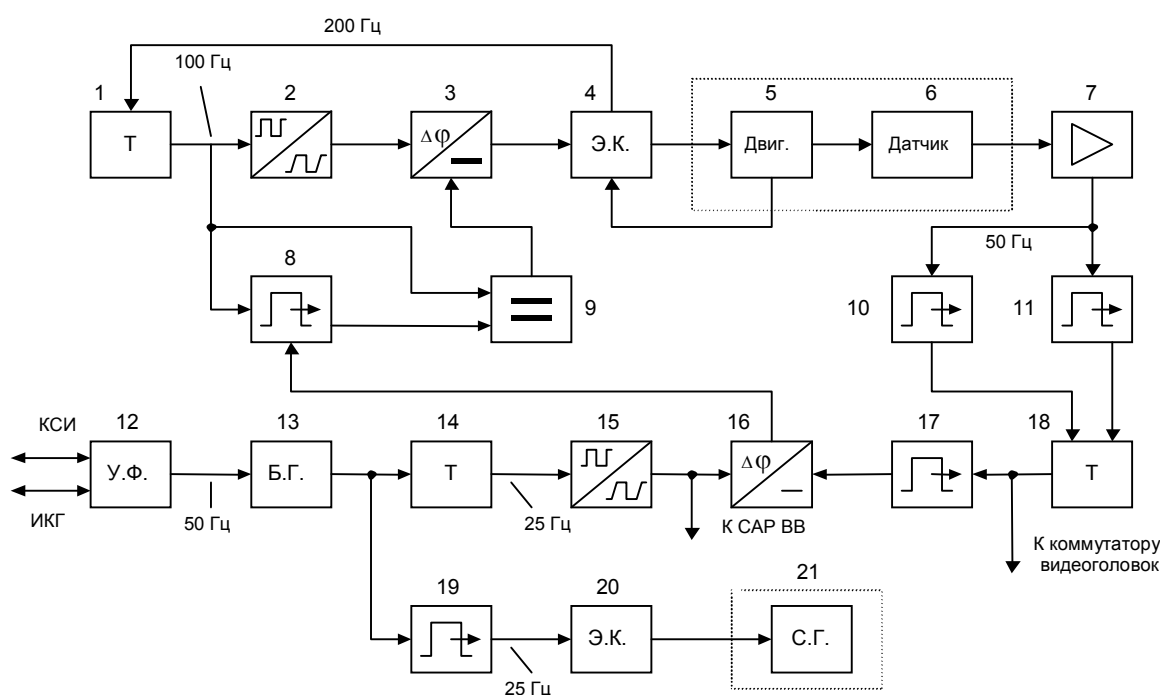 200 Гц
100 Гц
1
2
3
4
5
6
7
Т
Δφ
Э.К.
Двиг.
Датчик
50 Гц
8
9
10
11
12
13
14
15
16
17
18
КСИ
ИКГ
У.Ф.
Б.Г.
Т
Δφ
Т
50 Гц
25 Гц
К САР ВВ
К коммутатору
видеоголовок
19
20
21
Э.К.
С.Г.
25 Гц